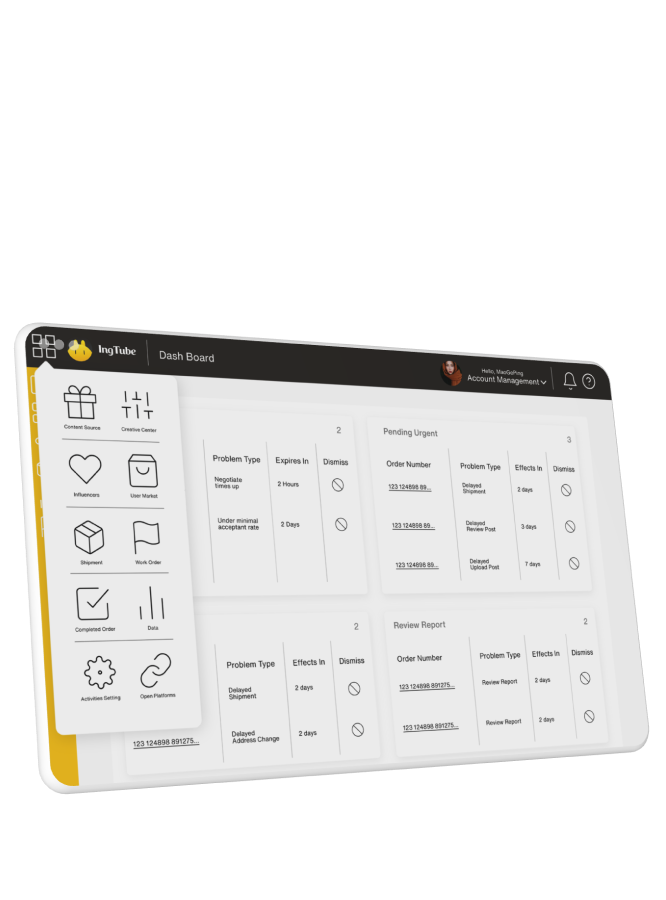 IngTube
Dash Board
Hello, MaoGePing
Account Management
Content Source
Creative Center
Influencers
User Market
Shipment
Work Order
Completed Order
Data
Activities Setting
Open Platforms
2
Problem Type
Expires In
Dismiss
Negotiate
times up
2 Hours
Under minimal
acceptant rate
2 Days
Pending Urgent
3
Order Number
Problem Type
Effects In
Dismiss
123 124898 89...
Delayed
Shipment
2 days
123 124898 89...
Delayed
Review Post
3 days
123 124898 89...
Delayed
Upload Post
7 days
2
Problem Type
Effects In
Dismiss
Delayed
Shipment
2 days
123 124898 891275...
Delayed
Address Change
2 days
Review Report
2
Order Number
Problem Type
Effects In
Dismiss
123 124898 891275...
Review Report
2 days
123 124898 891275...
Review Report
2 days